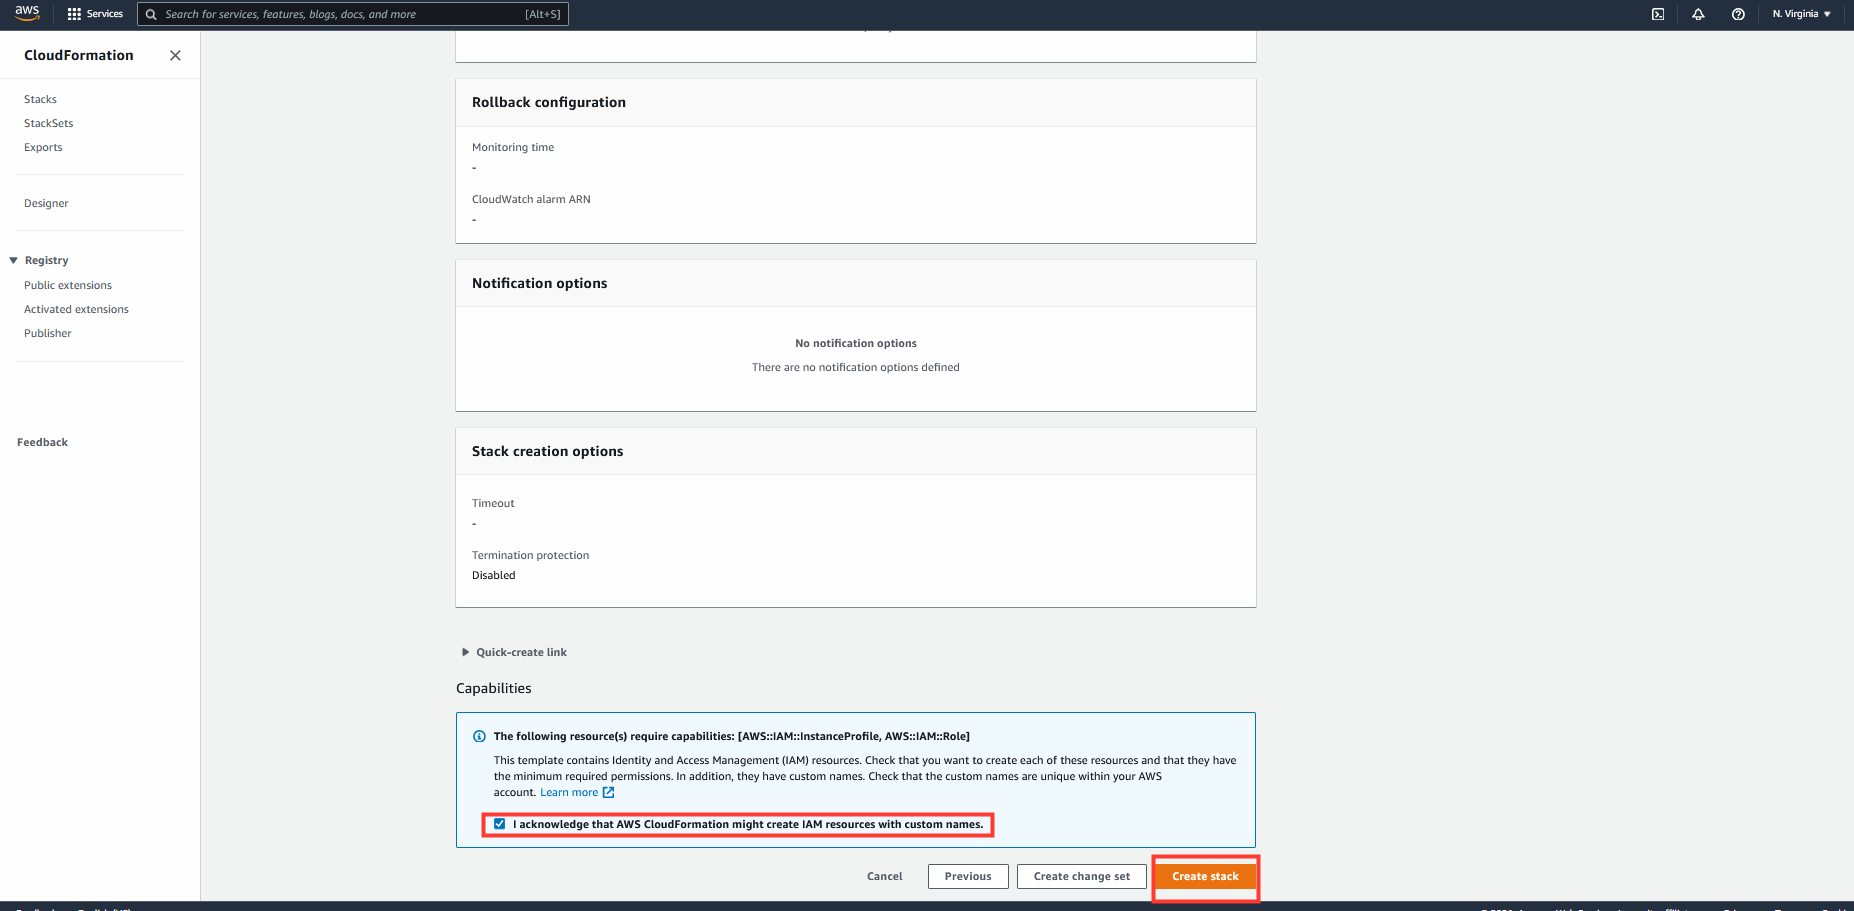 aws
Services
Search for services, features, blogs, docs, and more
[Alt+S]
N. Virginia
CloudFormation
Stacks
StackSets
Exports
Designer
Registry
Public extensions
Activated extensions
Publisher
Feedback
Rollback configuration
Monitoring time
-
CloudWatch alarm ARN
-
Notification options
No notification options
There are no notification options defined
Stack creation options
Timeout
-
Termination protection
Disabled
Quick-create link
Capabilities
The following resource(s) require capabilities: [AWS::IAM::InstanceProfile, AWS::IAM::Role]
This template contains Identity and Access Management (IAM) resources. Check that you want to create each of these resources and that they have
the minimum required permissions. In addition, they have custom names. Check that the custom names are unique within your AWS
account. Learn more
I acknowledge that AWS CloudFormation might create IAM resources with custom names.
Cancel
Previous
Create change set
Create stack